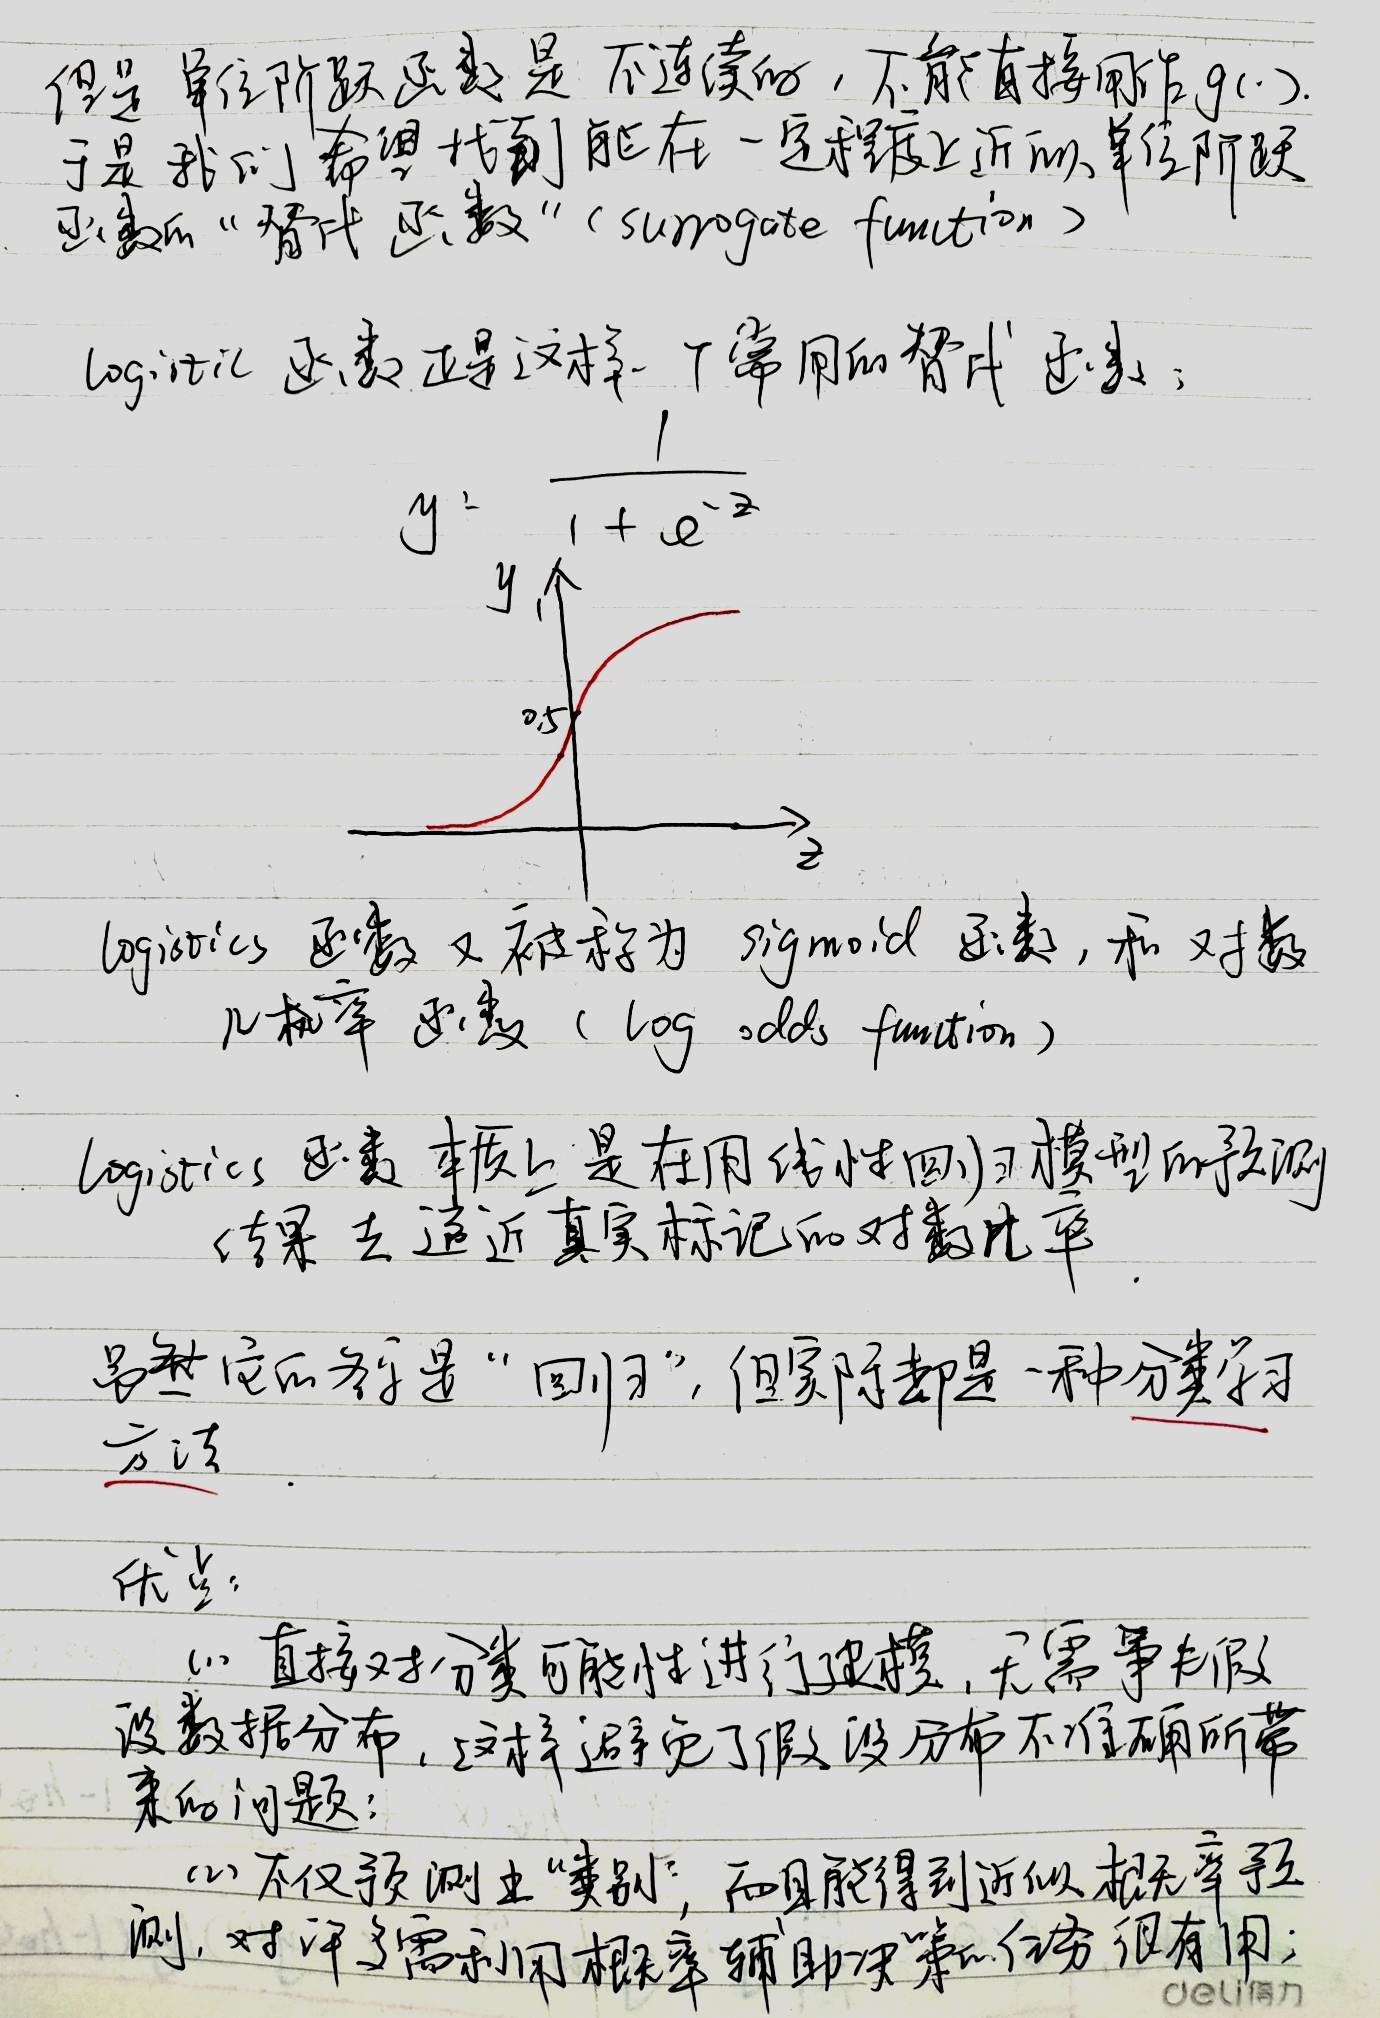 但是单位阶跃函数是不连续的，不能直接用作g(·).
于是我们希望找到能在一定程度上近似单位阶跃
函数的“替代函数”（surrogate function）
logistic 函数正是这样一个常用的替代函数；
y = 1 / (1 + e^-z)
y
1
0.5
z
logistics 函数又被称为 sigmoid 函数，和对数
几概率函数（log odds function）
logistics 函数本质上是在用线性回归模型的预测
结果去逼近真实标记的对数比率.
虽然它的名字是“回归”，但实际却是一种分类学习
方法.
优点：
(1) 直接对分类可能性进行建模，无需事先假
设数据分布，这样避免了假设分布不准确所带
来的问题；
(2) 不仅预测出“类别”，而且能得到近似概率预
测，对许多需利用概率辅助决策的任务很有用；
deli得力